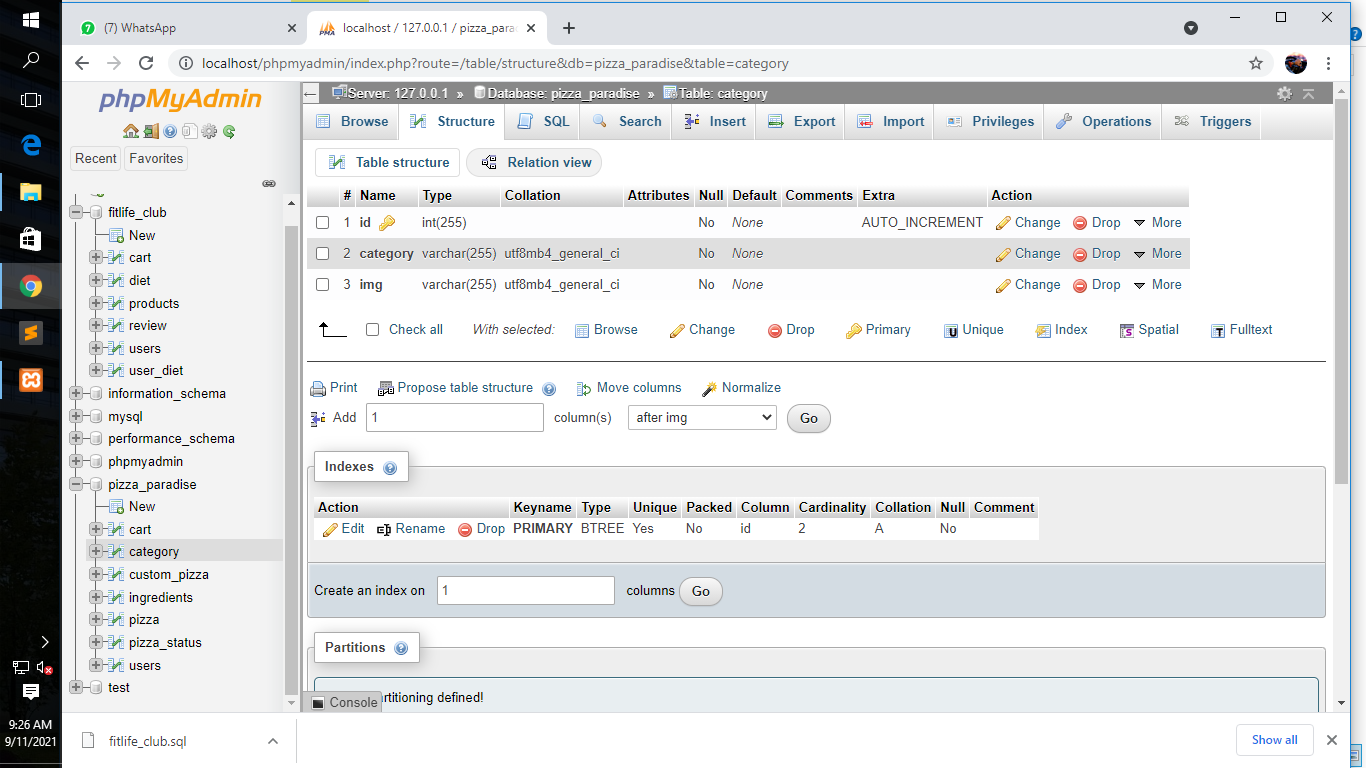 (7) WhatsApp
localhost / 127.0.0.1 / pizza_para
localhost/phpmyadmin/index.php?route=/table/structure&db=pizza_paradise&table=category
phpMyAdmin
Recent Favorites
fitlife_club
New
cart
diet
products
review
users
user_diet
information_schema
mysql
performance_schema
phpmyadmin
pizza_paradise
New
cart
category
custom_pizza
ingredients
pizza
pizza_status
users
test
Server: 127.0.0.1 » Database: pizza_paradise » Table: category
Browse Structure SQL Search Insert Export Import Privileges Operations Triggers
Table structure Relation view
# Name Type Collation Attributes Null Default Comments Extra Action
1 id int(255) No None AUTO_INCREMENT Change Drop More
2 category varchar(255) utf8mb4_general_ci No None Change Drop More
3 img varchar(255) utf8mb4_general_ci No None Change Drop More
Check all With selected: Browse Change Drop Primary Unique Index Spatial Fulltext
Print Propose table structure Move columns Normalize
Add 1 column(s) after img Go
Indexes
Action Keyname Type Unique Packed Column Cardinality Collation Null Comment
Edit Rename Drop PRIMARY BTREE Yes No id 2 A No
Create an index on 1 columns Go
Partitions
rtitioning defined!
Console
9:26 AM
9/11/2021
fitlife_club.sql
Show all